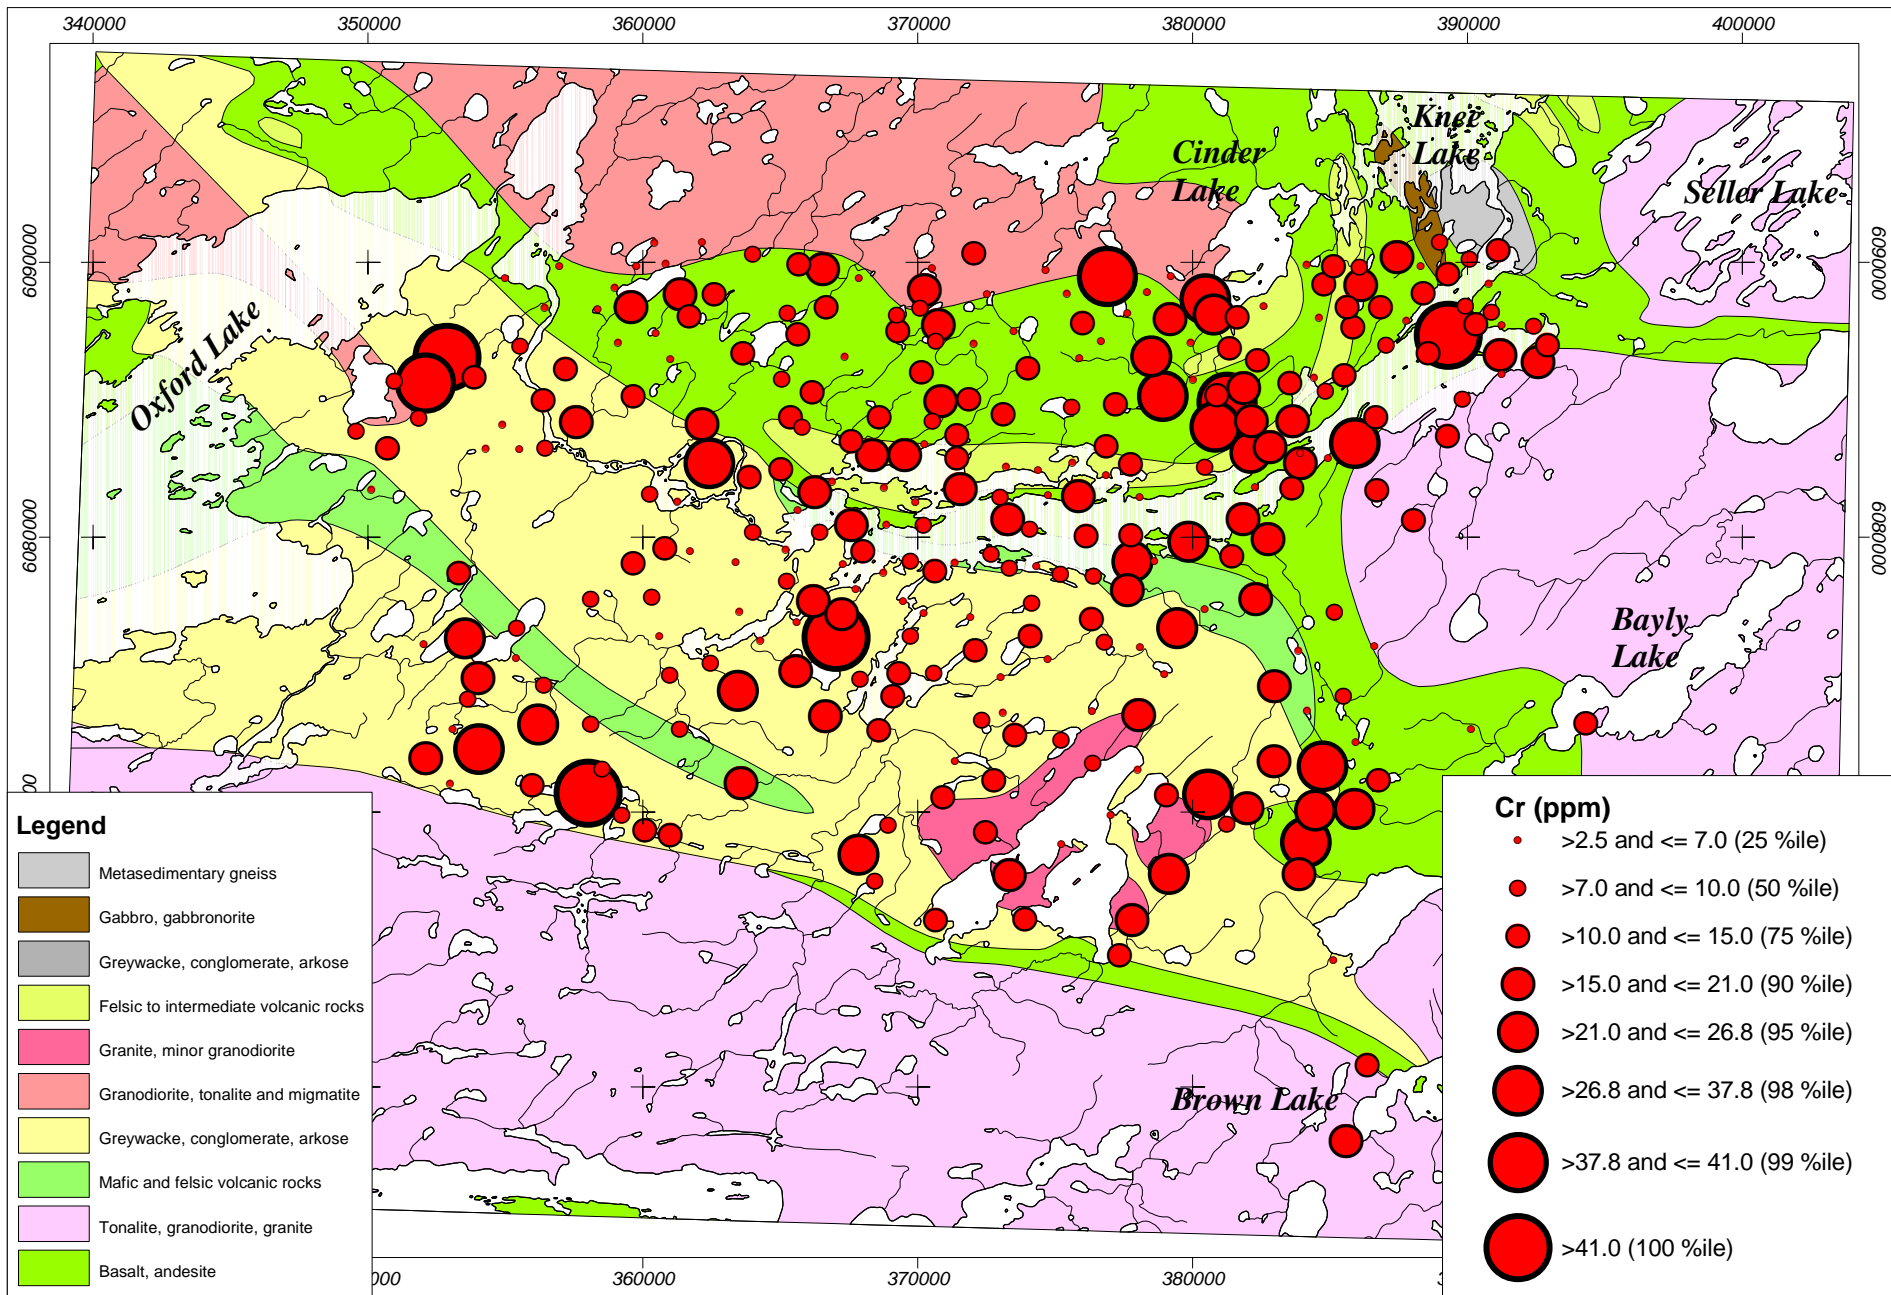 340000 350000 360000 370000 380000 390000 400000
Knee
Lake
Cinder
Lake
Seller Lake
6090000
6090000
Oxford Lake
6080000
6080000
Bayly
Lake
Brown Lake
Legend
Metasedimentary gneiss
Gabbro, gabbronorite
Greywacke, conglomerate, arkose
Felsic to intermediate volcanic rocks
Granite, minor granodiorite
Granodiorite, tonalite and migmatite
Greywacke, conglomerate, arkose
Mafic and felsic volcanic rocks
Tonalite, granodiorite, granite
Basalt, andesite
Cr (ppm)
>2.5 and <= 7.0 (25 %ile)
>7.0 and <= 10.0 (50 %ile)
>10.0 and <= 15.0 (75 %ile)
>15.0 and <= 21.0 (90 %ile)
>21.0 and <= 26.8 (95 %ile)
>26.8 and <= 37.8 (98 %ile)
>37.8 and <= 41.0 (99 %ile)
>41.0 (100 %ile)
360000 370000 380000